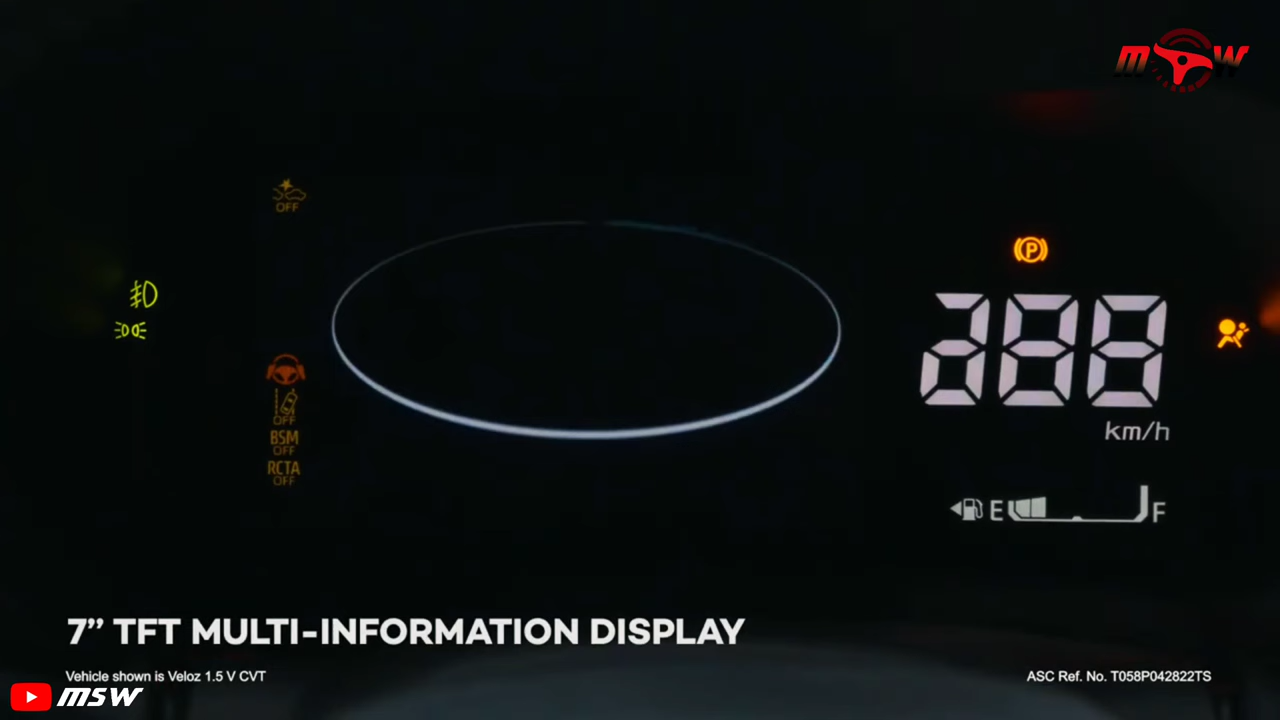 MSW
OFF
P
288
km/h
OFF
BSM
OFF
RCTA
OFF
E
F
7” TFT MULTI-INFORMATION DISPLAY
Vehicle shown is Veloz 1.5 V CVT
ASC Ref. No. T058P042822TS
MSW